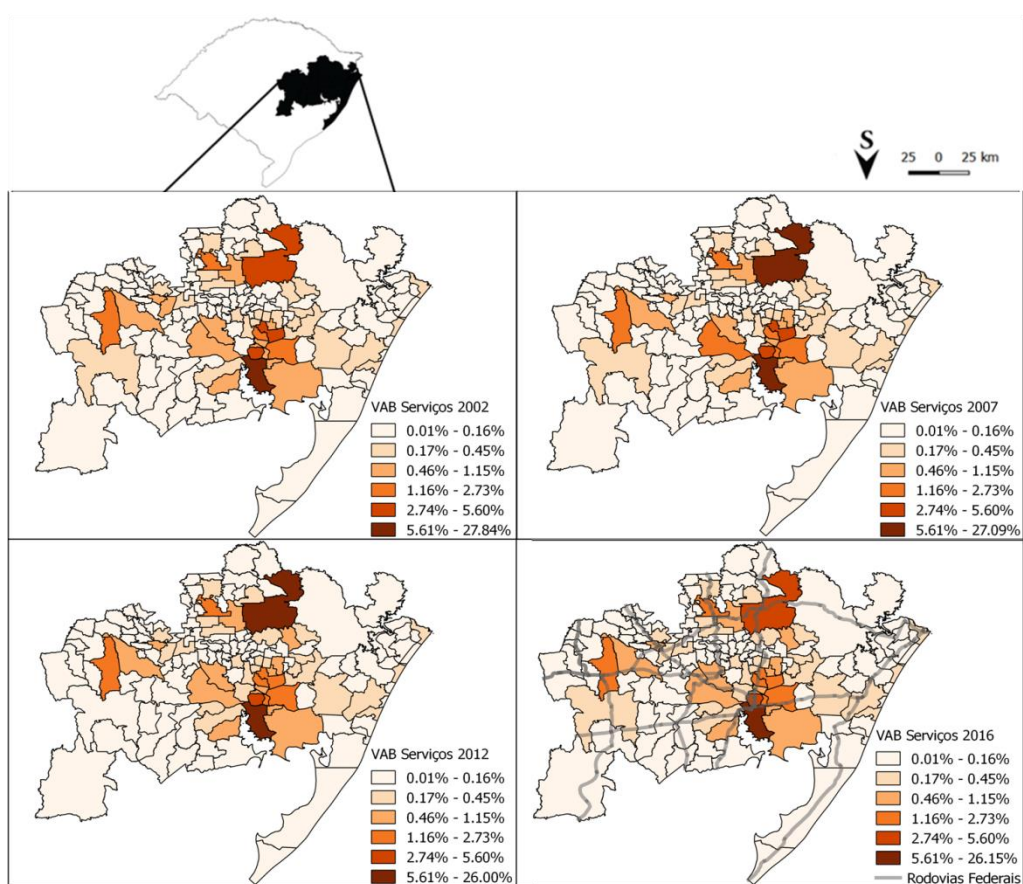 S
25 0 25 km
VAB Serviços 2002
0.01% - 0.16%
0.17% - 0.45%
0.46% - 1.15%
1.16% - 2.73%
2.74% - 5.60%
5.61% - 27.84%
VAB Serviços 2007
0.01% - 0.16%
0.17% - 0.45%
0.46% - 1.15%
1.16% - 2.73%
2.74% - 5.60%
5.61% - 27.09%
VAB Serviços 2012
0.01% - 0.16%
0.17% - 0.45%
0.46% - 1.15%
1.16% - 2.73%
2.74% - 5.60%
5.61% - 26.00%
VAB Serviços 2016
0.01% - 0.16%
0.17% - 0.45%
0.46% - 1.15%
1.16% - 2.73%
2.74% - 5.60%
5.61% - 26.15%
Rodovias Federais